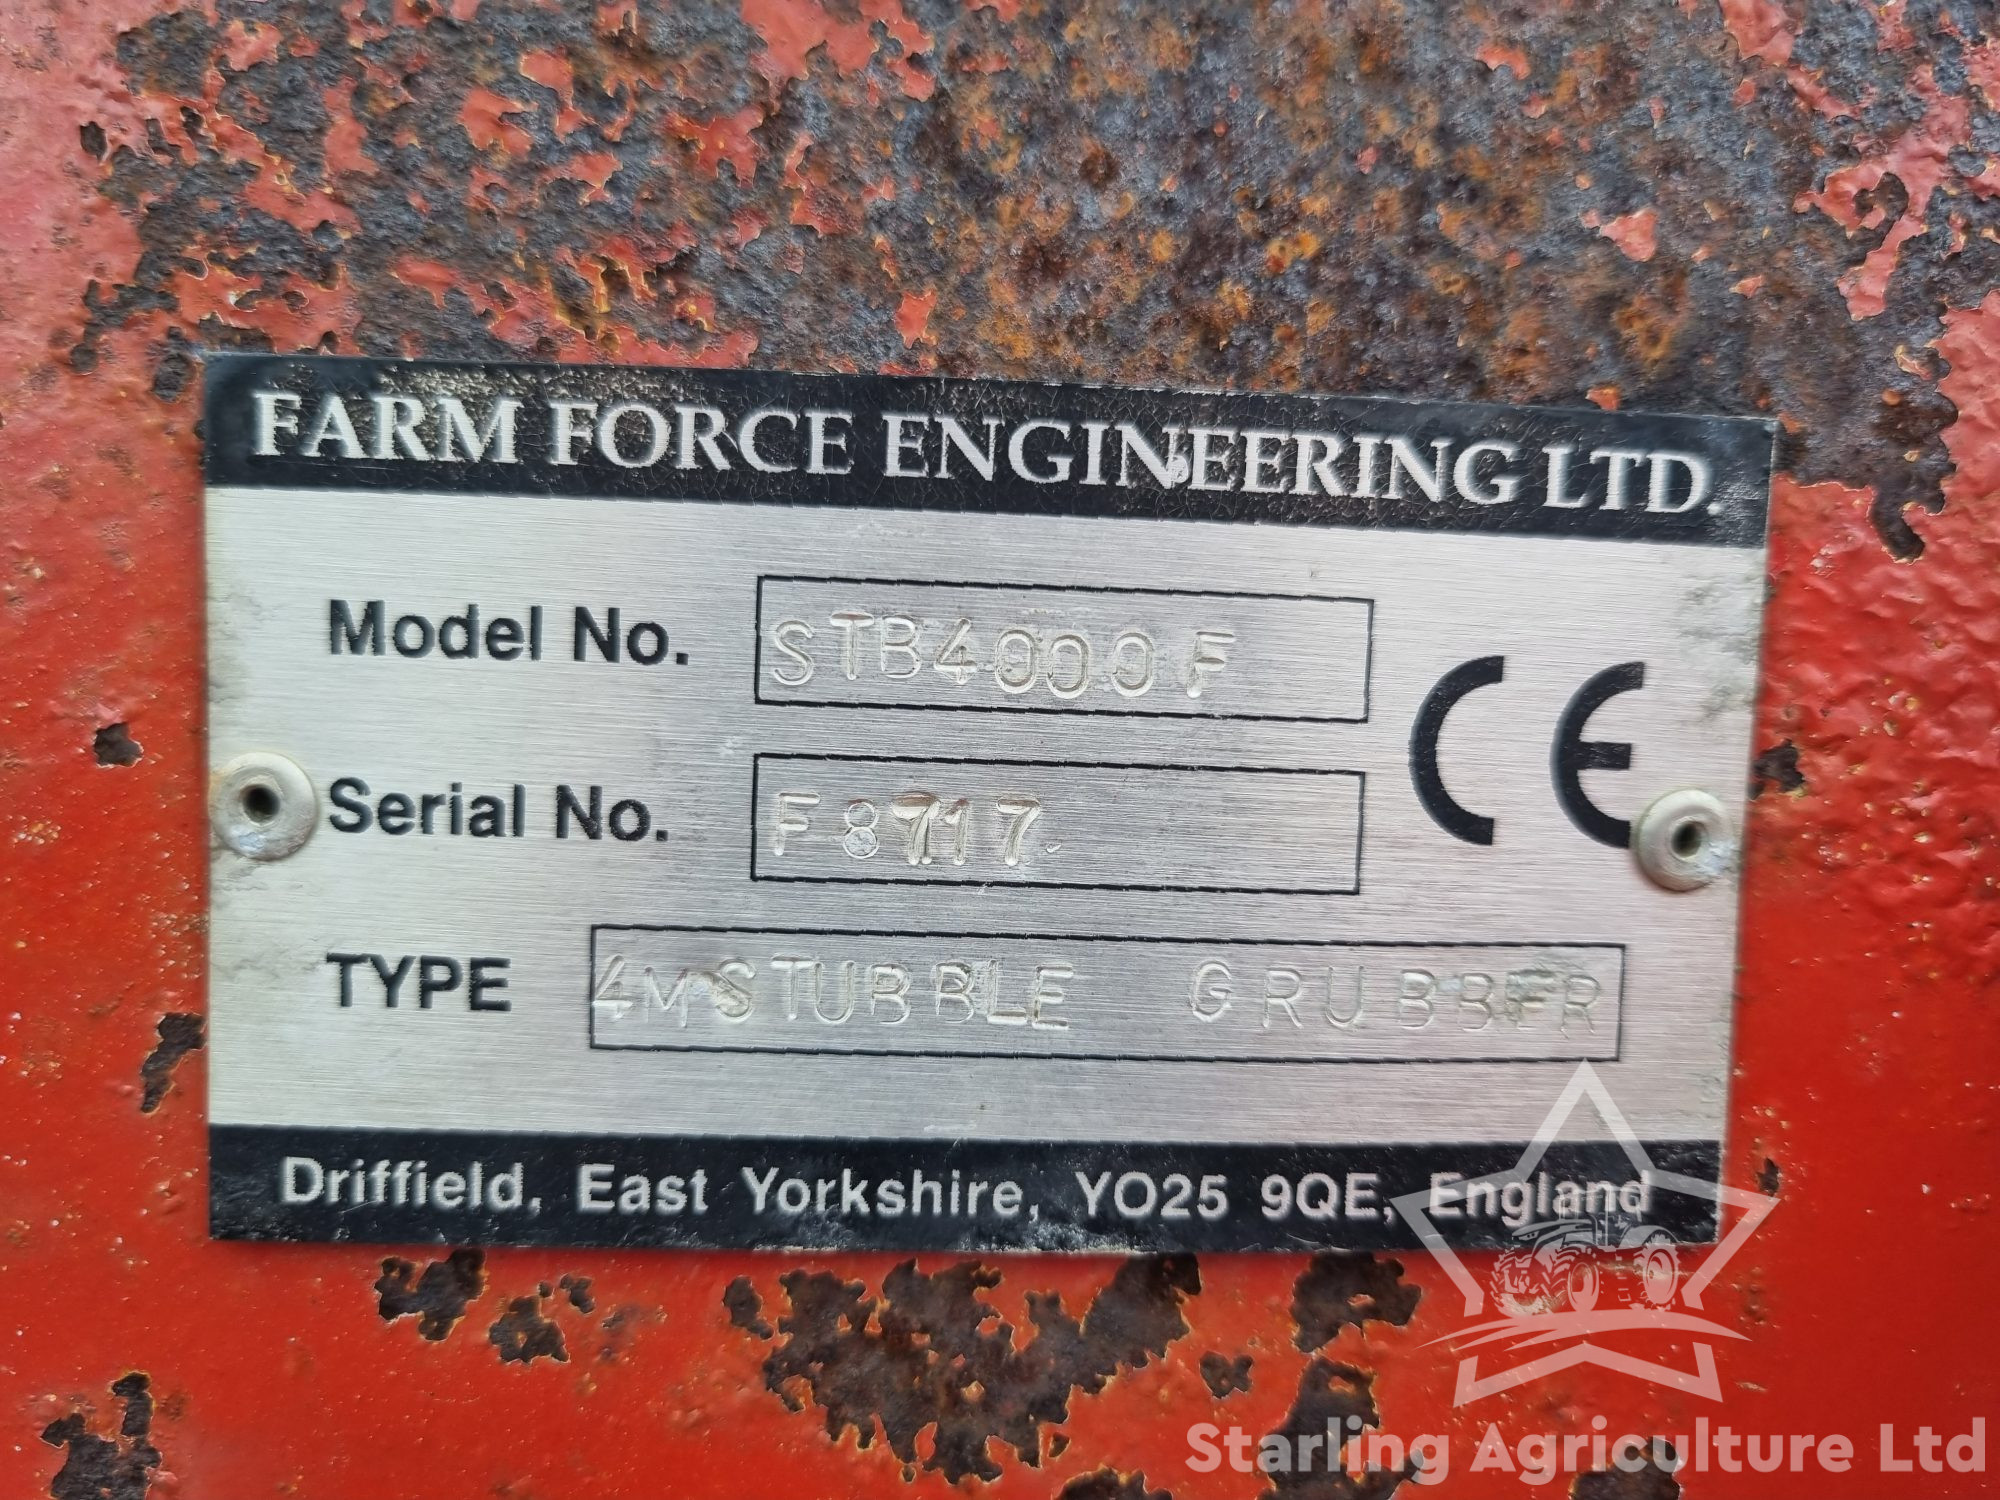 FARM FORCE ENGINEERING LTD.
Model No. STB4000F
Serial No. F8717
TYPE 4M STUBBLE GRUBBER
Driffield, East Yorkshire, YO25 9QE, England
CE
Starling Agriculture Ltd